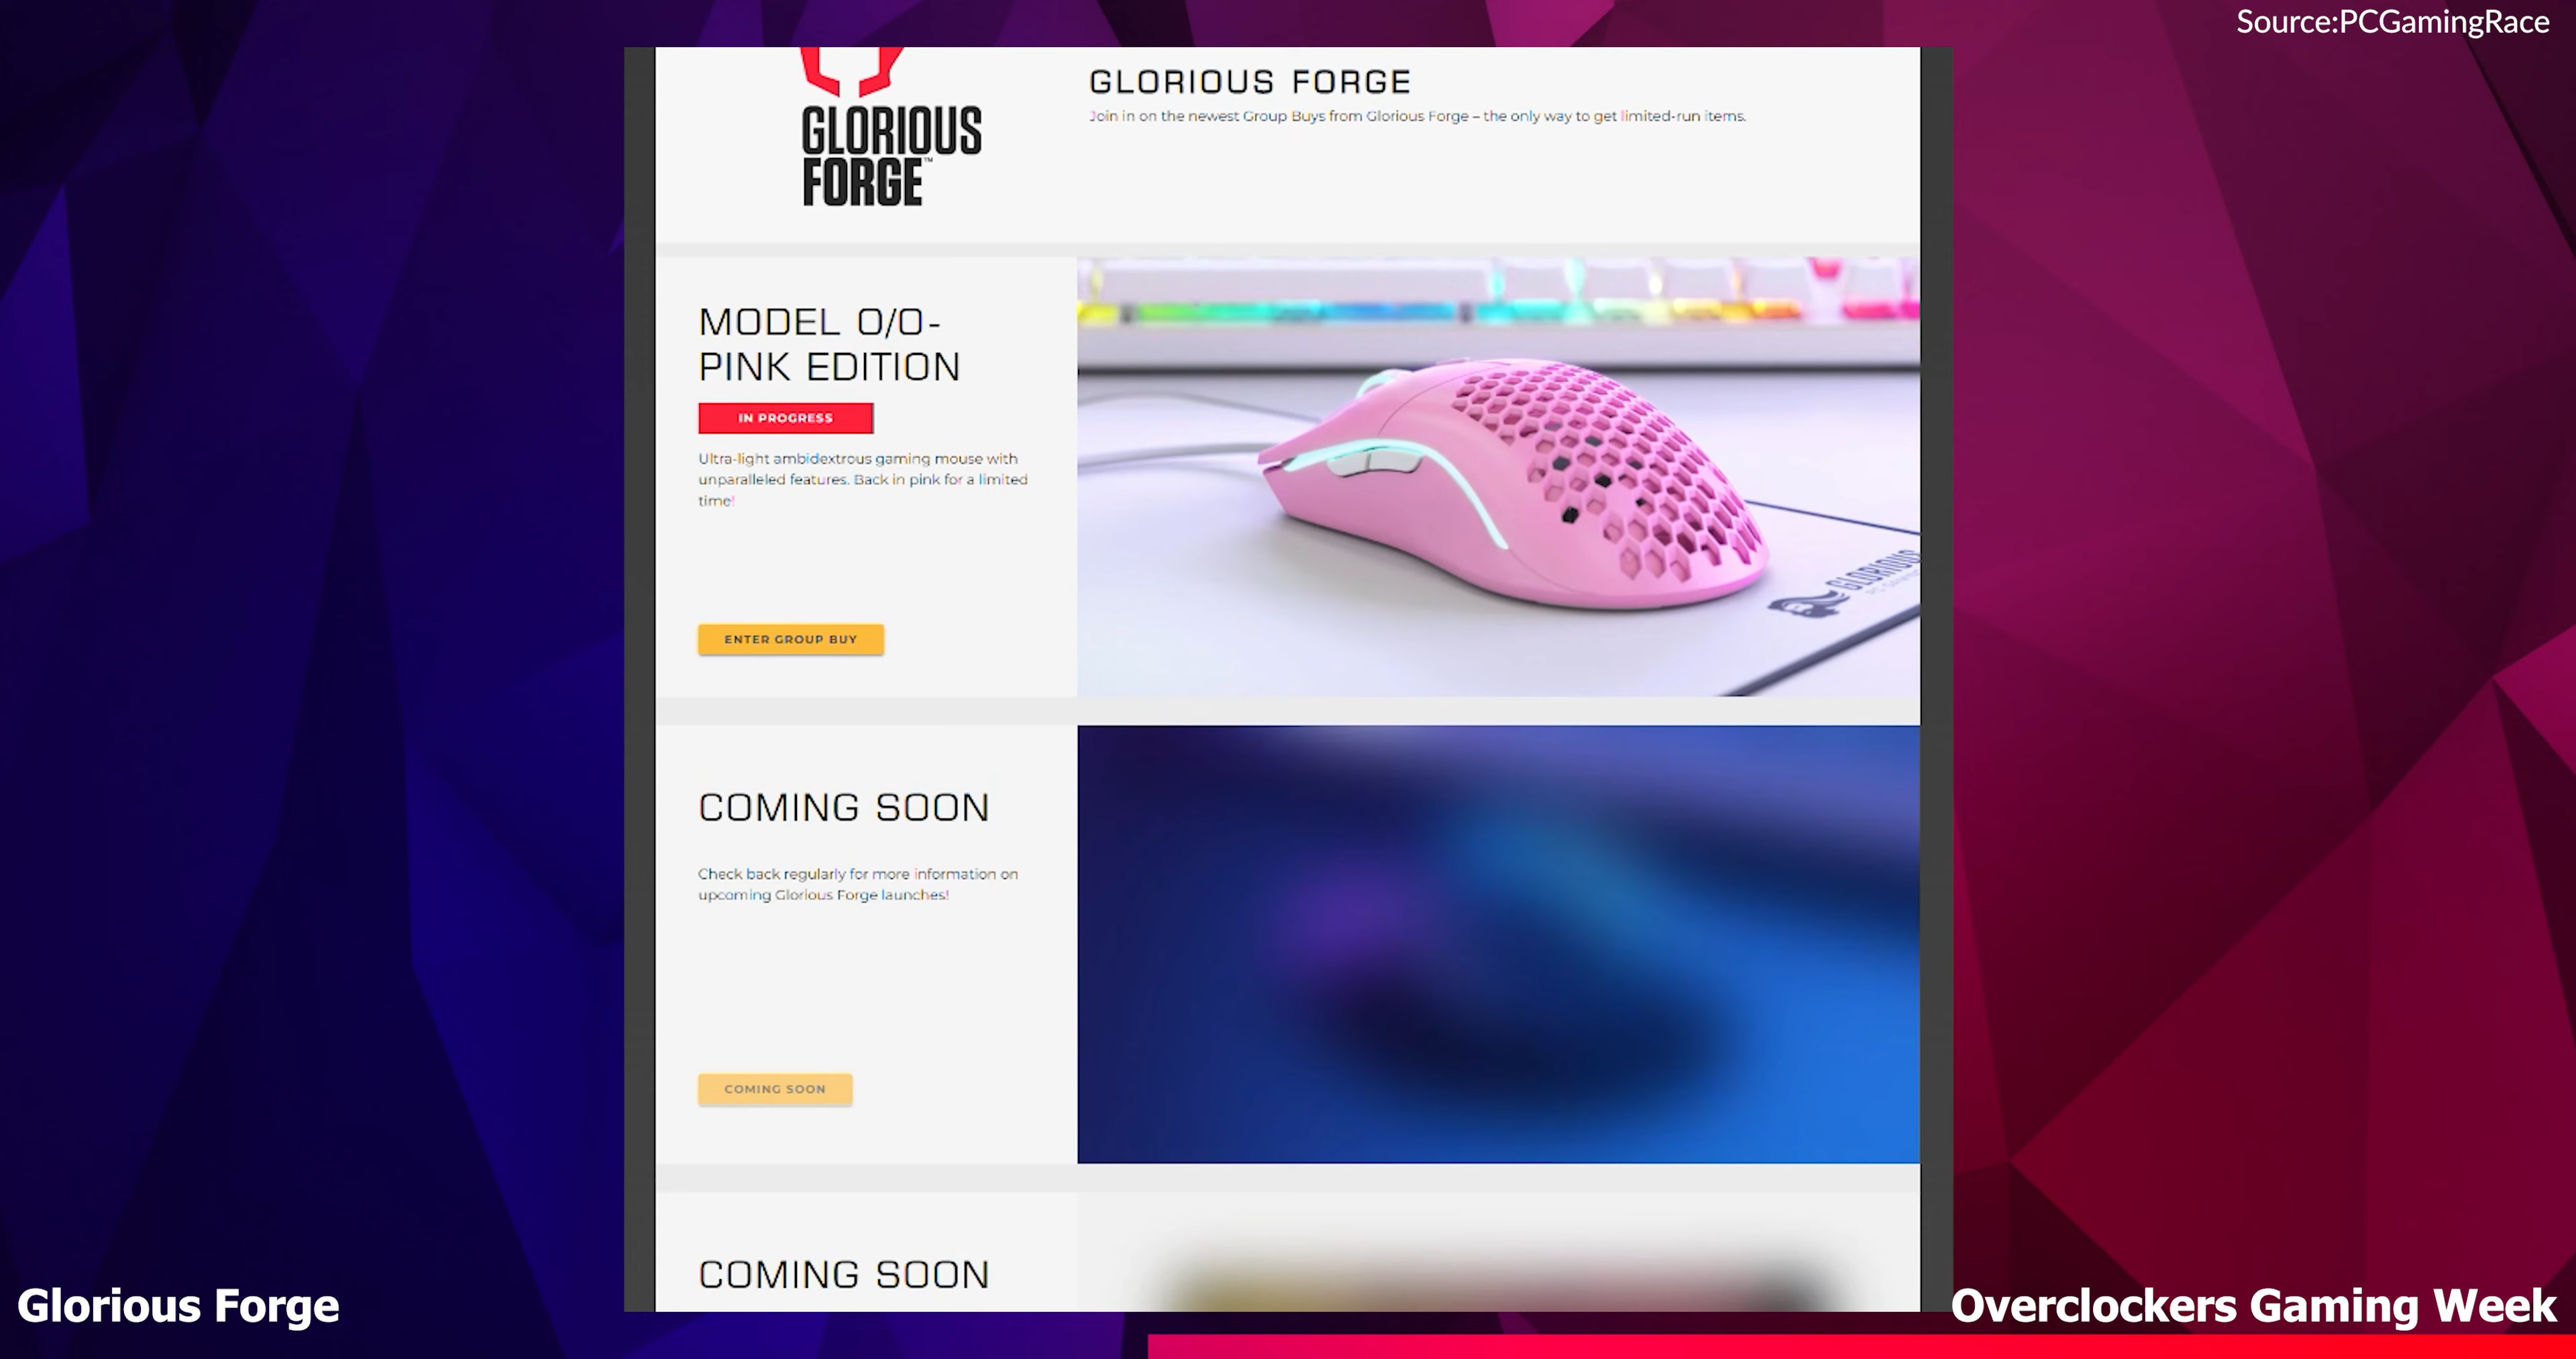 Source:PCGamingRace
GLORIOUS
FORGE™
GLORIOUS FORGE
Join in on the newest Group Buys from Glorious Forge – the only way to get limited-run items.
MODEL O/O-
PINK EDITION
IN PROGRESS
Ultra-light ambidextrous gaming mouse with
unparalleled features. Back in pink for a limited
time!
ENTER GROUP BUY
GLORIOUS
COMING SOON
Check back regularly for more information on
upcoming Glorious Forge launches!
COMING SOON
COMING SOON
Glorious Forge
Overclockers Gaming Week